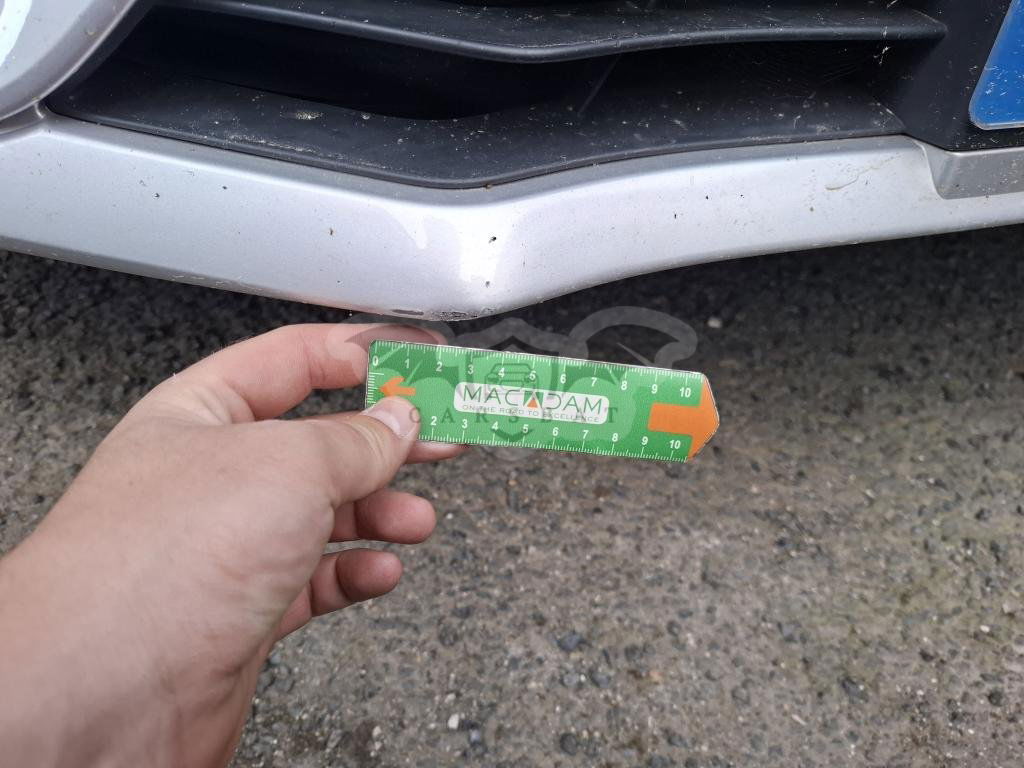 0 1 2 3 4 5 6 7 8 9 10
MACADAM
ON THE ROAD TO EXCELLENCE
CARSBAT
2 3 4 5 6 7 8 9 10